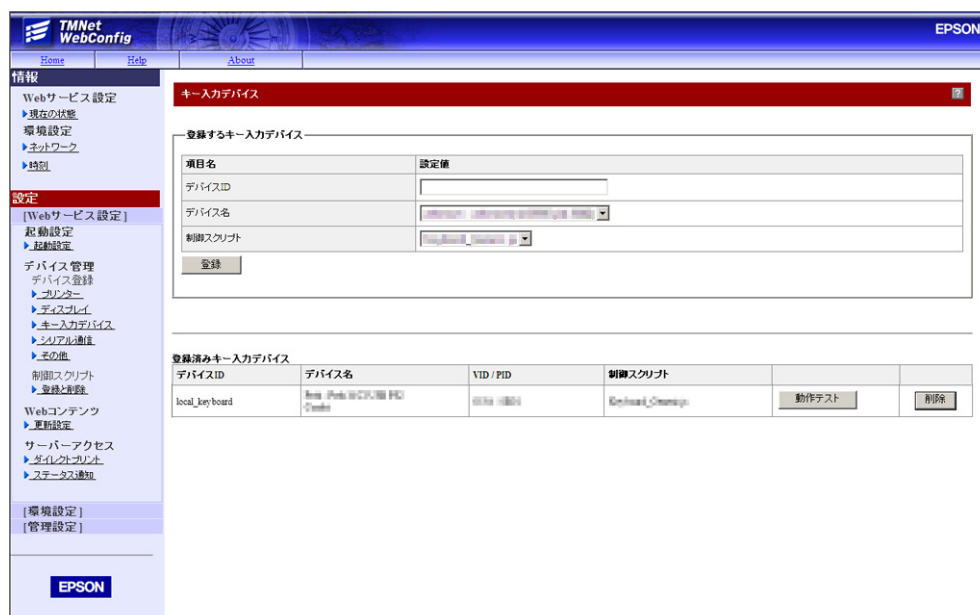 TMNet
WebConfig
EPSON
Home Help About
情報
Webサービス設定
現在の状態
環境設定
ネットワーク
時刻
設定
[Webサービス設定]
起動設定
起動設定
デバイス管理
デバイス登録
プリンター
ディスプレイ
キー入力デバイス
シリアル通信
その他
制御スクリプト
登録と削除
Webコンテンツ
更新設定
サーバーアクセス
ダイレクトプリント
ステータス通知
[環境設定]
[管理設定]
EPSON
キー入力デバイス ?
登録するキー入力デバイス
項目名 設定値
デバイスID
デバイス名
制御スクリプト
登録
登録済みキー入力デバイス
デバイスID デバイス名 VID / PID 制御スクリプト
local_keyboard 動作テスト 削除